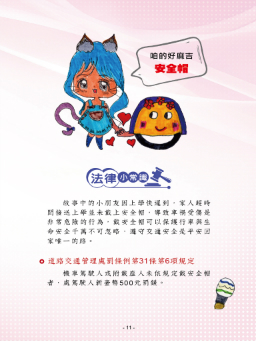 咱的好麻吉
安全帽
法律小常識
故事中的小朋友因上學快遲到，家人趕時
間接送上學並未戴上安全帽，導致車禍受傷是
非常危險的行為。戴安全帽可以保護行車與生
命安全千萬不可忽略，遵守交通安全是平安回
家唯一的路。
道路交通管理處罰條例第31條第6項規定
機車駕駛人或附載座人未依規定戴安全帽
者，處駕駛人新臺幣500元罰鍰。
- 11 -